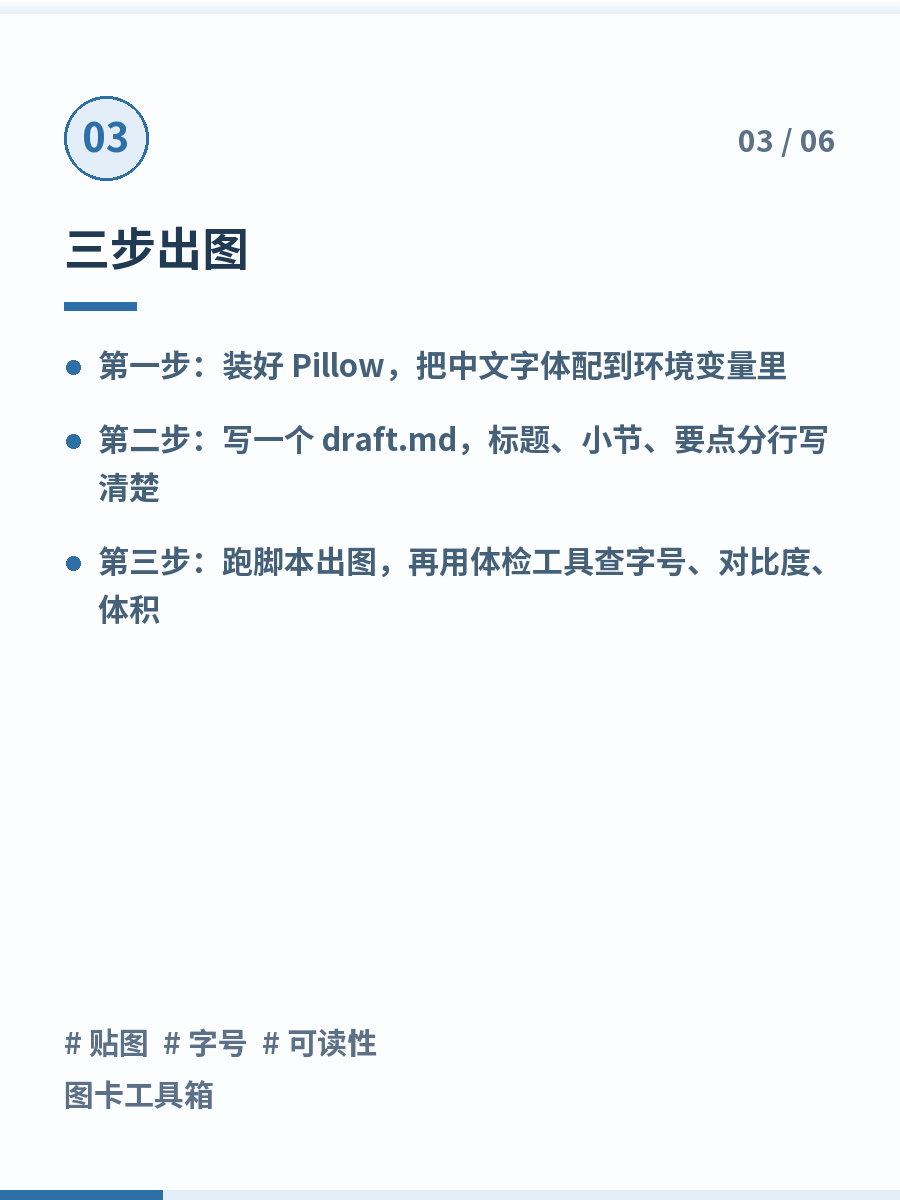 03
03 / 06
三步出图
第一步：装好 Pillow，把中文字体配到环境变量里
第二步：写一个 draft.md，标题、小节、要点分行写
清楚
第三步：跑脚本出图，再用体检工具查字号、对比度、
体积
# 贴图 # 字号 # 可读性
图卡工具箱